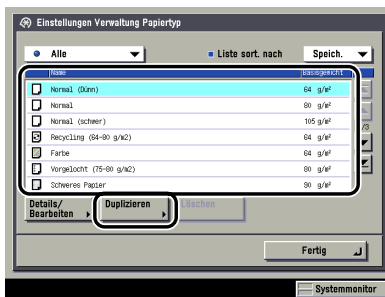 Einstellungen Verwaltung Papiertyp
Alle
Liste sort. nach
Speich.
Name
Basisgewicht
Normal (Dünn)
64 g/m²
Normal
80 g/m²
Normal (schwer)
105 g/m²
/3
Recycling (64-80 g/m2)
64 g/m²
Farbe
64 g/m²
Vorgelocht (75-80 g/m2)
80 g/m²
Schweres Papier
90 g/m²
Details/
Bearbeiten
Duplizieren
Löschen
Fertig
Systemmonitor